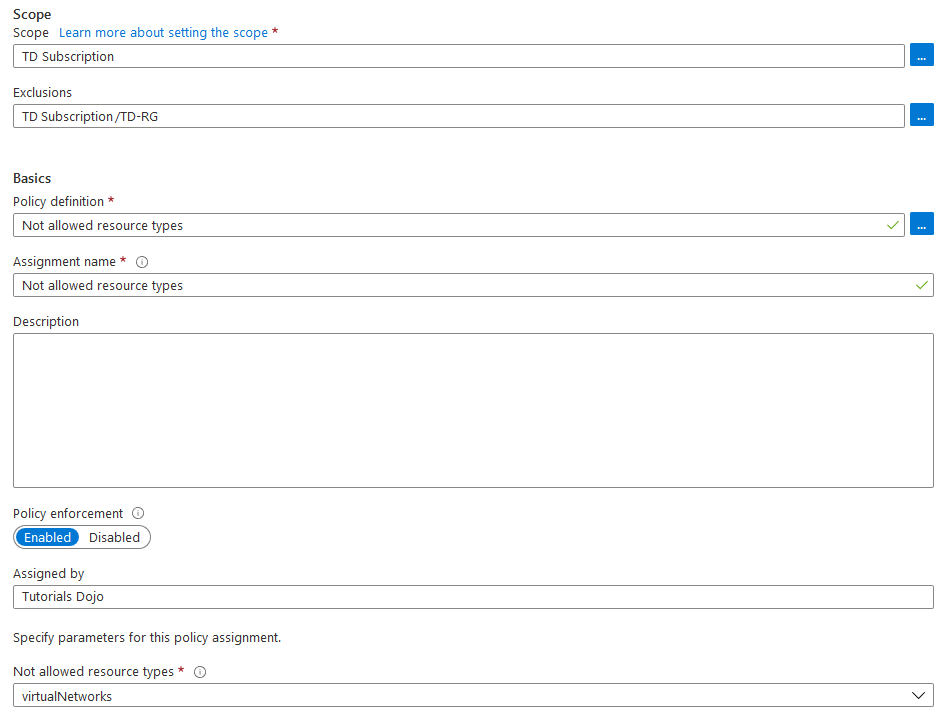 Scope
Scope Learn more about setting the scope *
TD Subscription
...
Exclusions
TD Subscription/TD-RG
...
Basics
Policy definition *
Not allowed resource types
...
Assignment name *
Not allowed resource types
Description
Policy enforcement
Enabled Disabled
Assigned by
Tutorials Dojo
Specify parameters for this policy assignment.
Not allowed resource types *
virtualNetworks